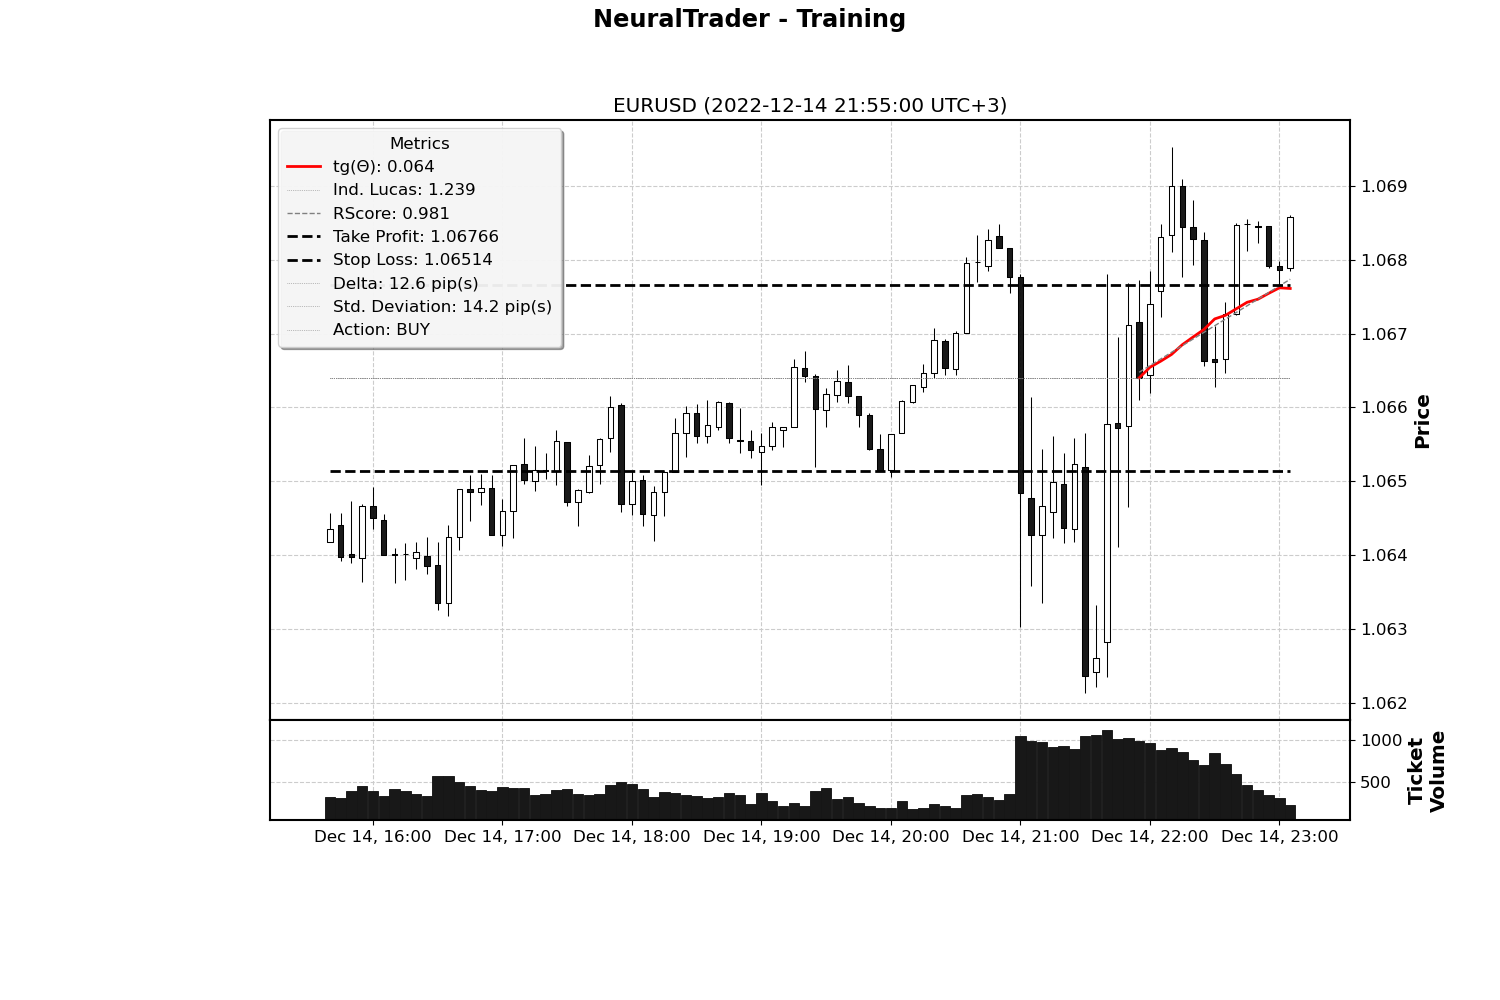 NeuralTrader - Training
EURUSD (2022-12-14 21:55:00 UTC+3)
Metrics
tg(Θ): 0.064
Ind. Lucas: 1.239
RScore: 0.981
Take Profit: 1.06766
Stop Loss: 1.06514
Delta: 12.6 pip(s)
Std. Deviation: 14.2 pip(s)
Action: BUY
1.069
1.068
1.067
1.066
1.065
1.064
1.063
1.062
Price
1000
500
Ticket
Volume
Dec 14, 16:00 Dec 14, 17:00 Dec 14, 18:00 Dec 14, 19:00 Dec 14, 20:00 Dec 14, 21:00 Dec 14, 22:00 Dec 14, 23:00